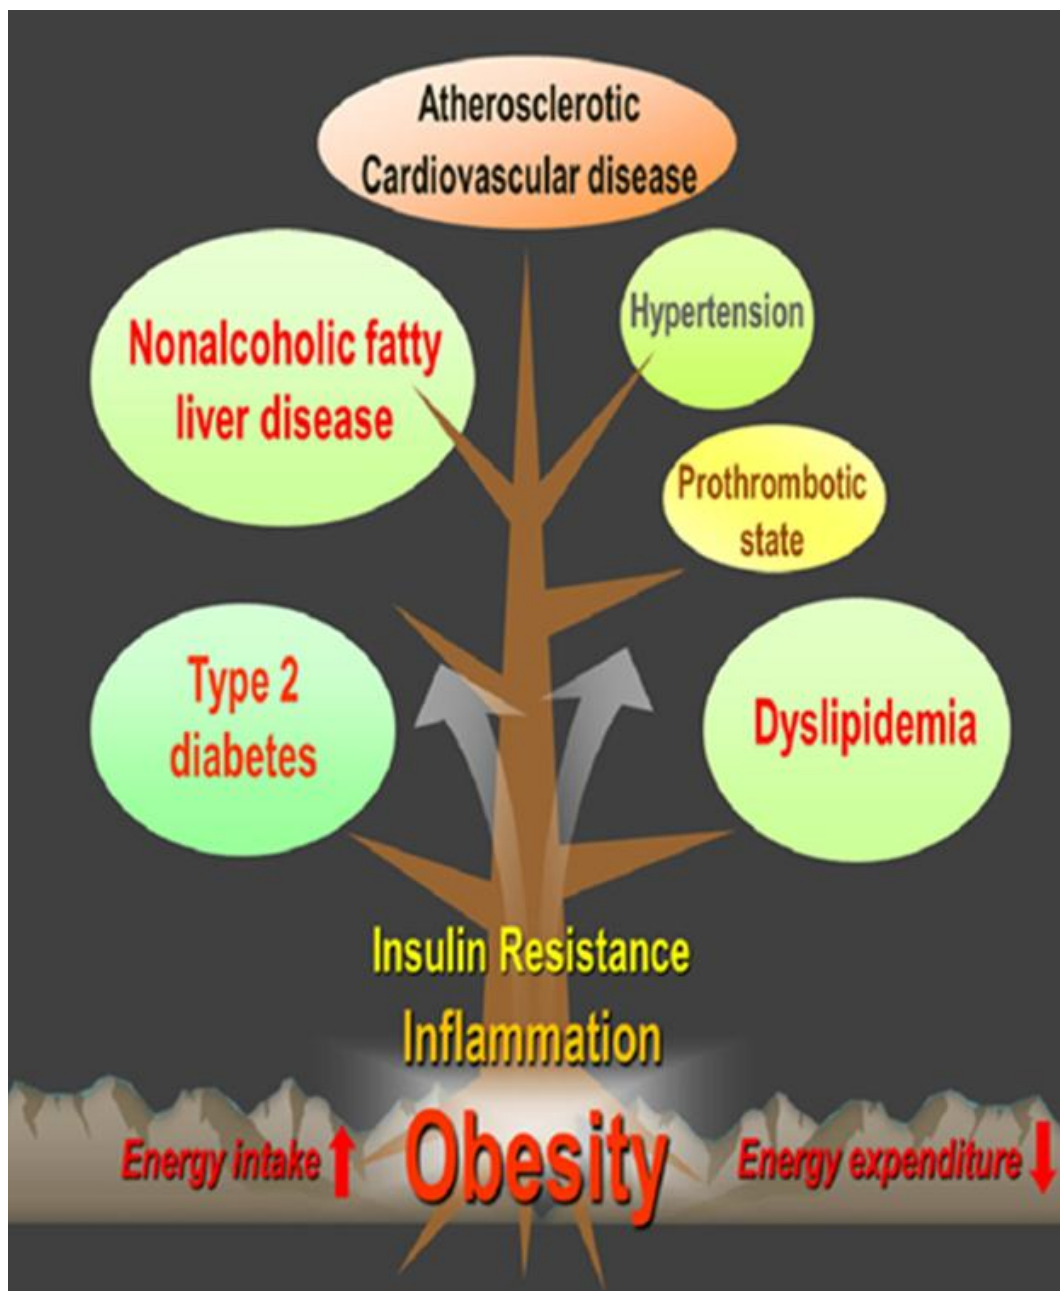 Atherosclerotic
Cardiovascular disease
Nonalcoholic fatty
liver disease
Hypertension
Prothrombotic
state
Type 2
diabetes
Dyslipidemia
Insulin Resistance
Inflammation
Energy intake
Obesity
Energy expenditure